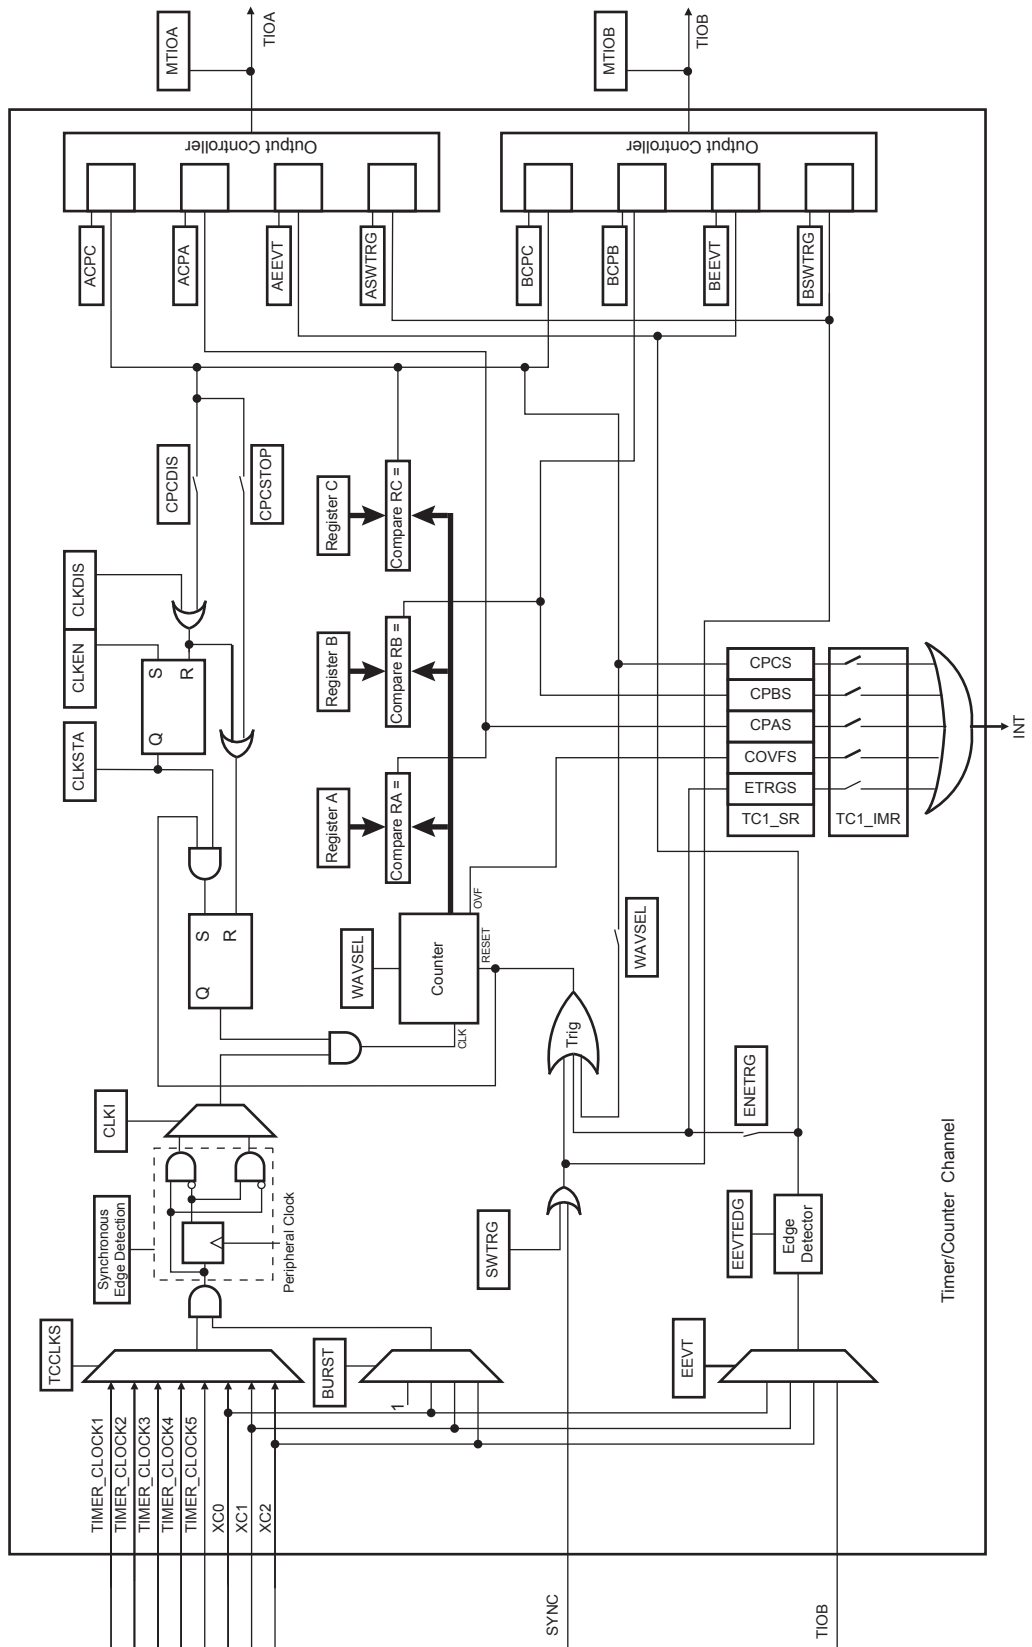 TIMER_CLOCK1
TIMER_CLOCK2
TIMER_CLOCK3
TIMER_CLOCK4
TIMER_CLOCK5
XC0
XC1
XC2
TCCLKS
Synchronous
Edge Detection
Peripheral Clock
CLKI
BURST
1
CLKSTA
CLKEN
CLKDIS
Q
S
R
Q
S
R
CPCDIS
CPCSTOP
WAVSEL
Counter
CLK
RESET
OVF
Register A
Register B
Register C
Compare RA =
Compare RB =
Compare RC =
ACPC
ACPA
AEEVT
ASWTRG
Output Controller
MTIOA
TIOA
BCPC
BCPB
BEEVT
BSWTRG
Output Controller
MTIOB
TIOB
SYNC
SWTRG
Trig
WAVSEL
TIOB
EEVT
EEVTEDG
Edge
Detector
ENETRG
CPCS
CPBS
CPAS
COVFS
ETRGS
TC1_SR
TC1_IMR
INT
Timer/Counter Channel